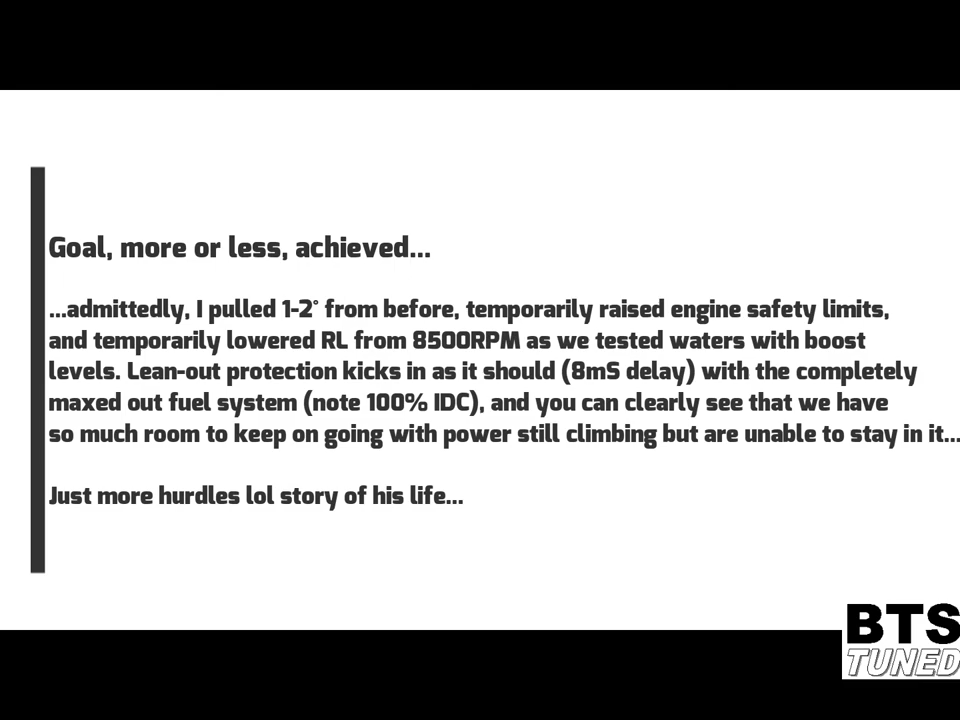 Goal, more or less, achieved...
...admittedly, I pulled 1-2° from before, temporarily raised engine safety limits,
and temporarily lowered RL from 8500RPM as we tested waters with boost
levels. Lean-out protection kicks in as it should (8mS delay) with the completely
maxed out fuel system (note 100% IDC), and you can clearly see that we have
so much room to keep on going with power still climbing but are unable to stay in it...
Just more hurdles lol story of his life...
BTS
TUNED